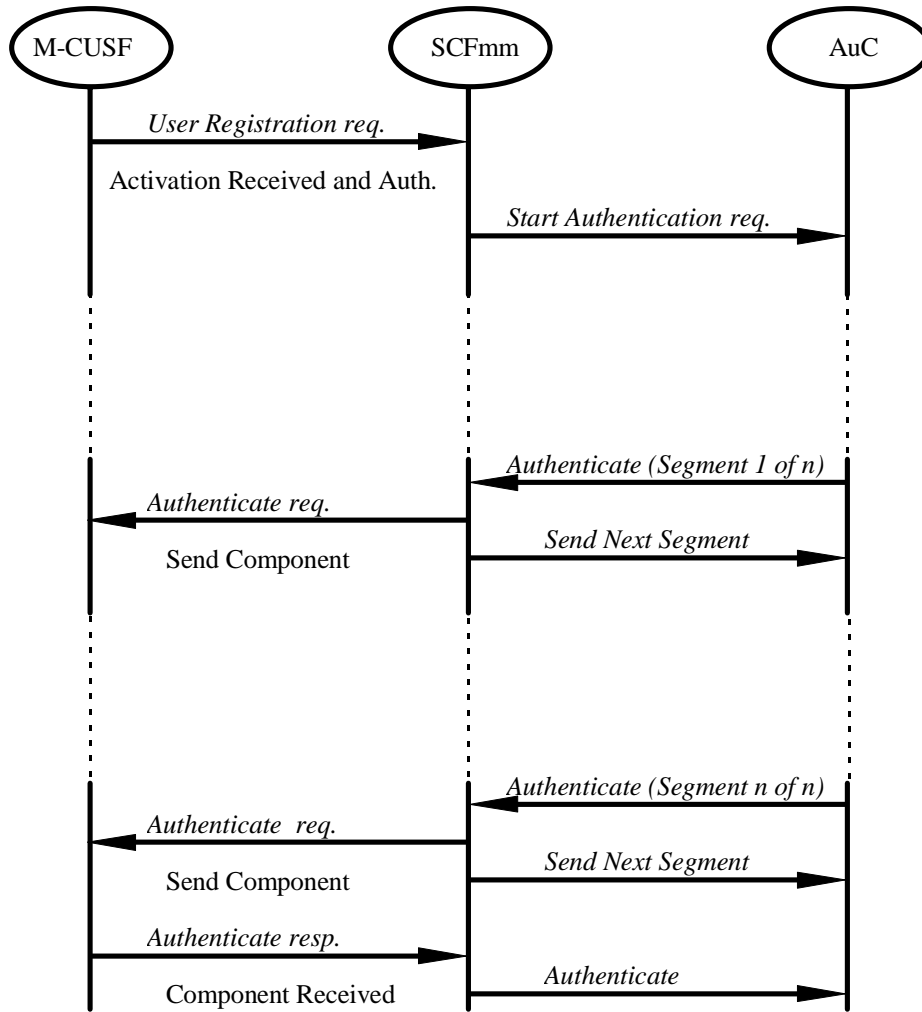 M-CUSF
SCFmm
AuC
User Registration req.
Activation Received and Auth.
Start Authentication req.
Authenticate (Segment 1 of n)
Authenticate req.
Send Next Segment
Send Component
Authenticate (Segment n of n)
Authenticate req.
Send Next Segment
Send Component
Authenticate resp.
Authenticate
Component Received